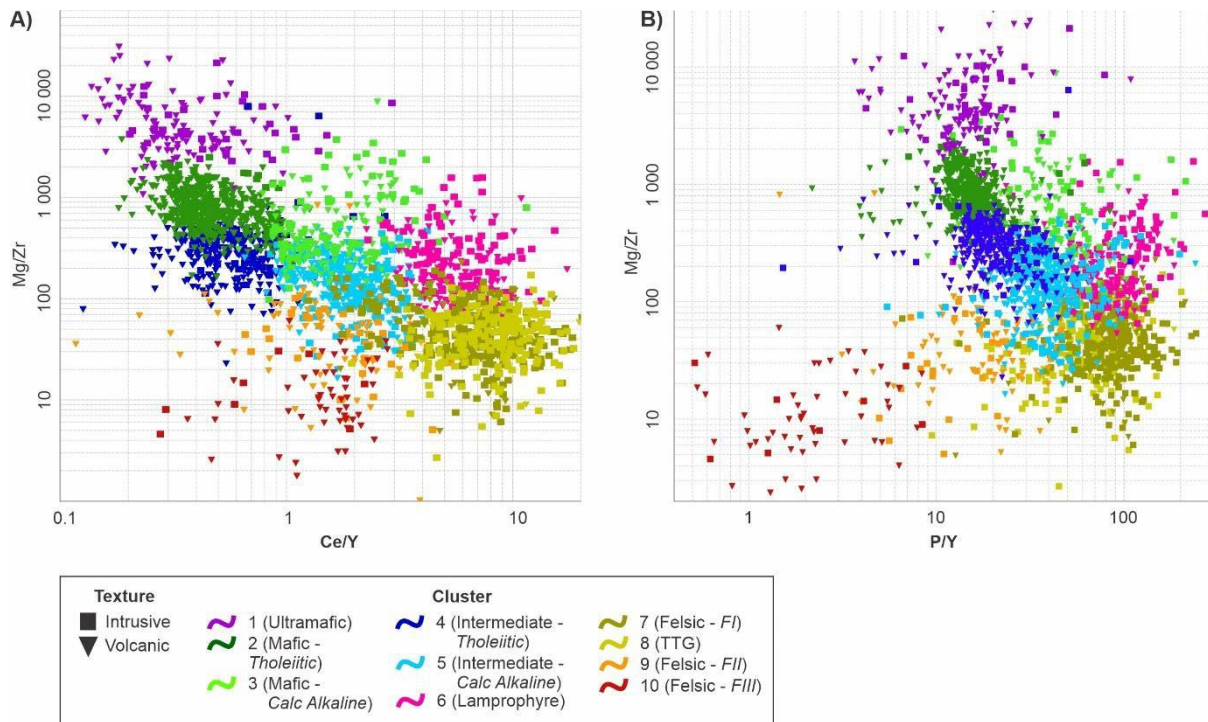 A)
Mg/Zr
10 000
1 000
100
10
0.1
1
10
Ce/Y
B)
Mg/Zr
10 000
1 000
100
10
1
10
100
P/Y
Texture
Intrusive
Volcanic
Cluster
1 (Ultramafic)
2 (Mafic -
Tholeiitic)
3 (Mafic -
Calc Alkaline)
4 (Intermediate -
Tholeiitic)
5 (Intermediate -
Calc Alkaline)
6 (Lamprophyre)
7 (Felsic - FI)
8 (TTG)
9 (Felsic - FII)
10 (Felsic - FIII)